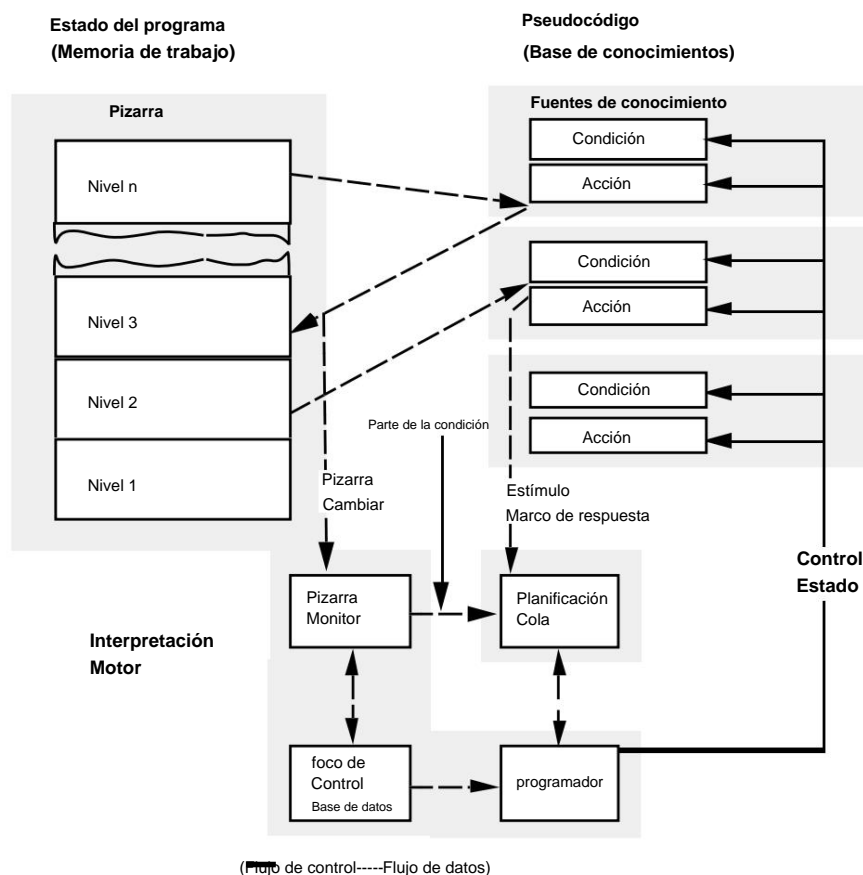 Estado del programa
(Memoria de trabajo)
Pseudocódigo
(Base de conocimientos)
Pizarra
Nivel n
Nivel 3
Nivel 2
Nivel 1
Fuentes de conocimiento
Condición
Acción
Condición
Acción
Condición
Acción
Parte de la condición
Pizarra
Cambiar
Estímulo
Marco de respuesta
Control
Estado
Interpretación
Motor
Pizarra
Monitor
Planificación
Cola
foco de
Control
Base de datos
programador
(Flujo de control-----Flujo de datos)